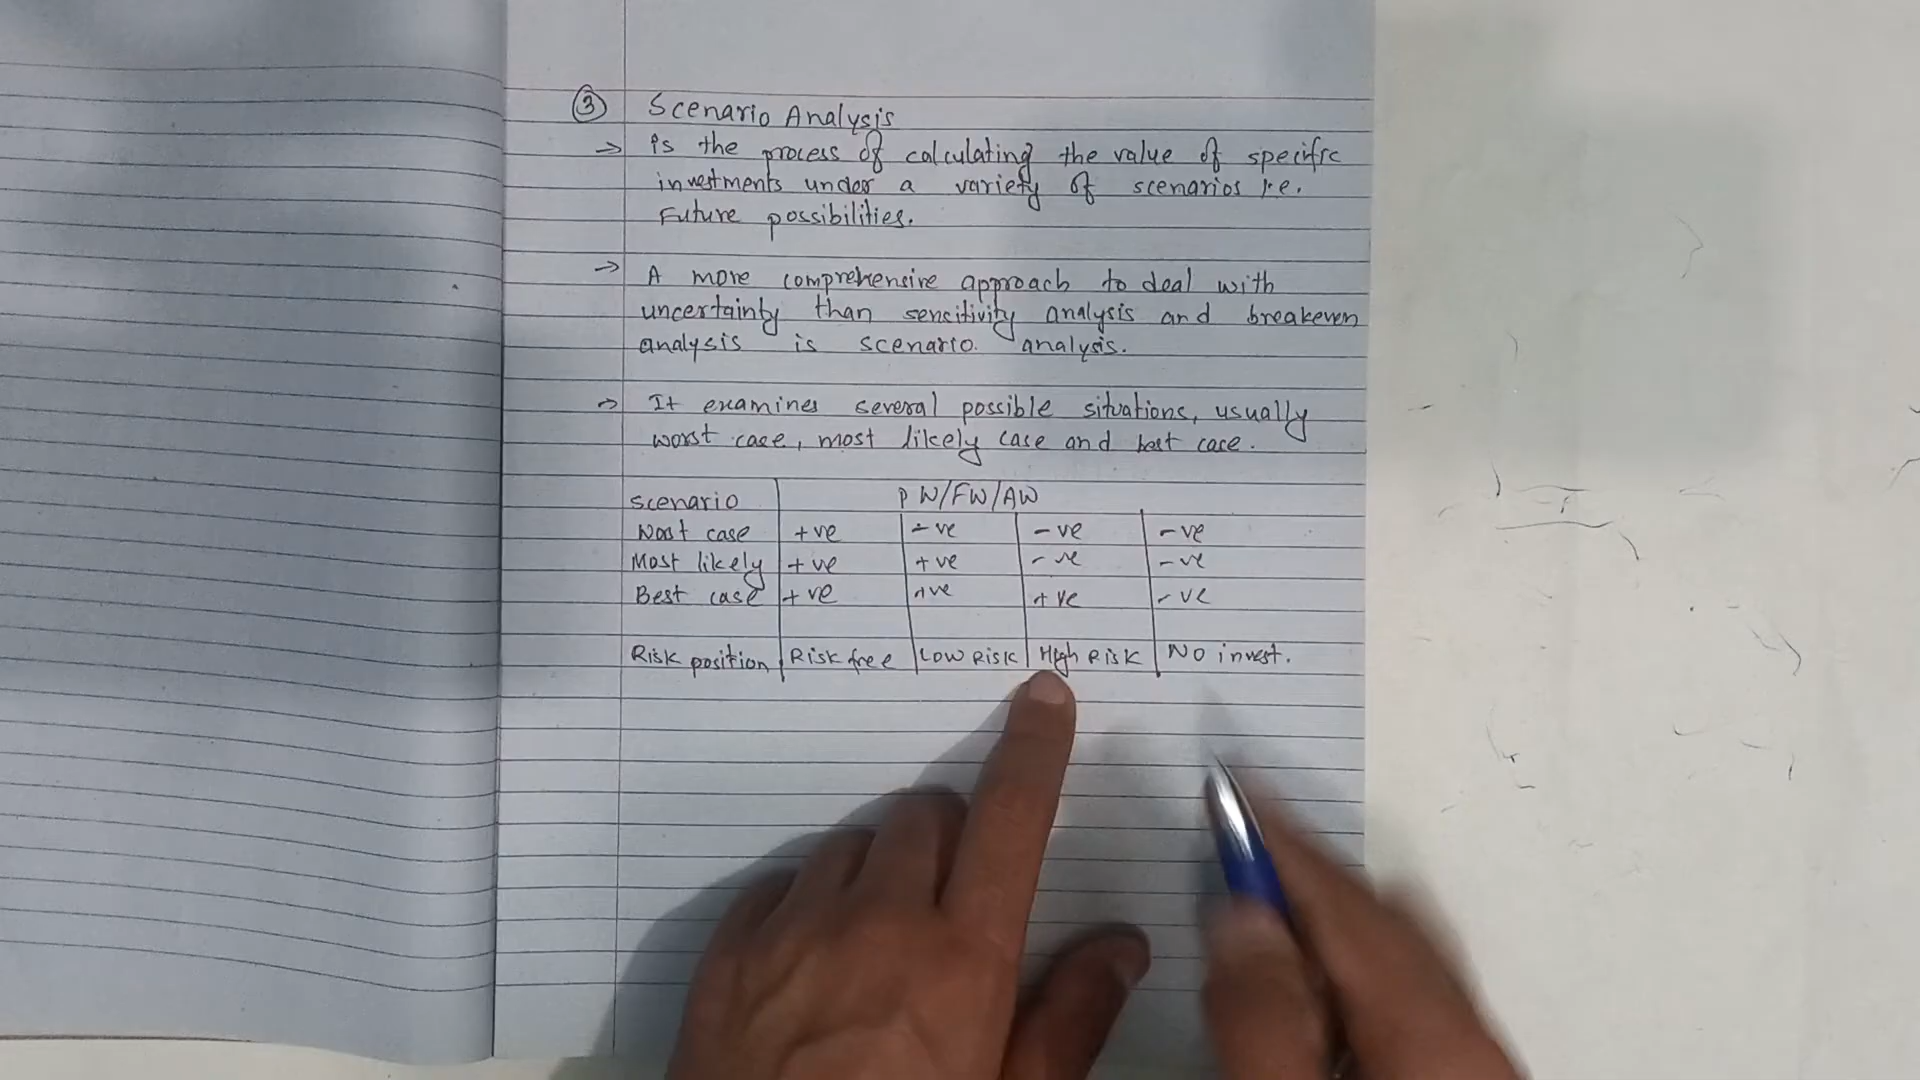 ③ Scenario Analysis
→ is the process of calculating the value of specific
investments under a variety of scenarios i.e.
Future possibilities.
→ A more comprehensive approach to deal with
uncertainty than sensitivity analysis and breakeven
analysis is scenario. analysis.
→ It examines several possible situations, usually
worst case, most likely case and best case.
scenario PW/FW/AW
Worst case +ve -ve -ve -ve
Most likely +ve +ve -ve -ve
Best case +ve +ve +ve -ve
Risk position Risk free Low Risk High Risk No invest.